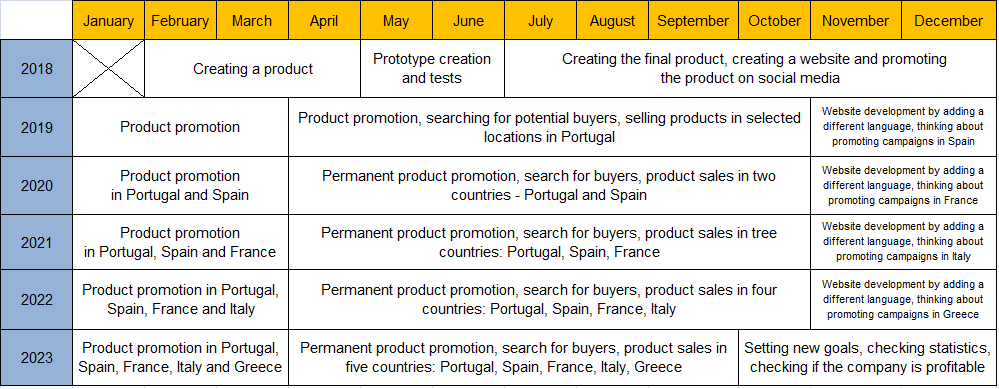 January February March April May June July August September October November December
2018
Creating a product
Prototype creation
and tests
Creating the final product, creating a website and promoting
the product on social media
2019
Product promotion
Product promotion, searching for potential buyers, selling products in selected
locations in Portugal
Website development by adding a
different language, thinking about
promoting campaigns in Spain
2020
Product promotion
in Portugal and Spain
Permanent product promotion, search for buyers, product sales in two
countries - Portugal and Spain
Website development by adding a
different language, thinking about
promoting campaigns in France
2021
Product promotion
in Portugal, Spain and France
Permanent product promotion, search for buyers, product sales in tree
countries: Portugal, Spain, France
Website development by adding a
different language, thinking about
promoting campaigns in Italy
2022
Product promotion in Portugal,
Spain, France and Italy
Permanent product promotion, search for buyers, product sales in four
countries: Portugal, Spain, France, Italy
Website development by adding a
different language, thinking about
promoting campaigns in Greece
2023
Product promotion in Portugal,
Spain, France, Italy and Greece
Permanent product promotion, search for buyers, product sales in
five countries: Portugal, Spain, France, Italy, Greece
Setting new goals, checking statistics,
checking if the company is profitable